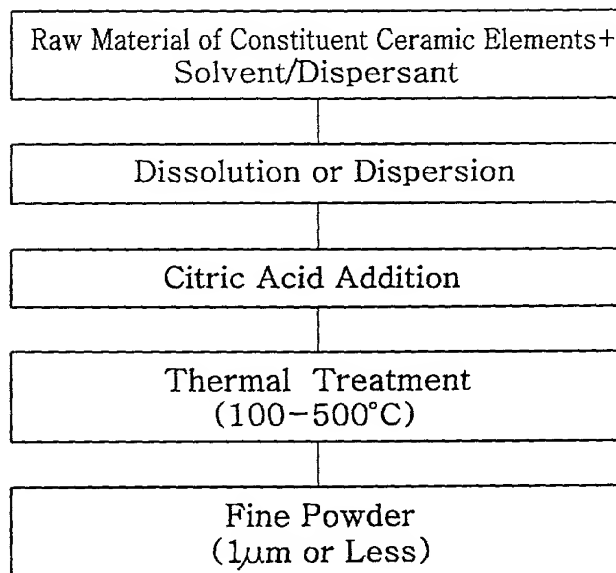 Raw Material of Constituent Ceramic Elements+
Solvent/Dispersant
Dissolution or Dispersion
Citric Acid Addition
Thermal Treatment
(100-500°C)
Fine Powder
(1μm or Less)